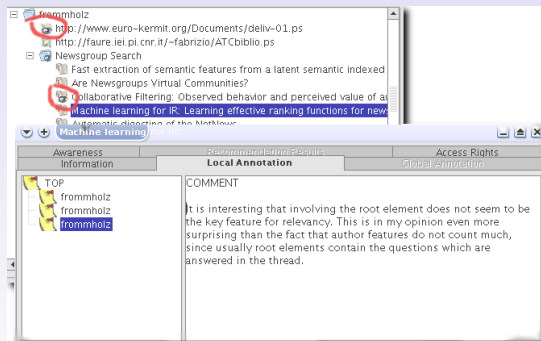 frommholz
http://www.euro-kermit.org/Documents/deliv-01.ps
http://faure.iei.pi.cnr.it/~fabrizio/ATCbiblio.ps
Newsgroup Search
Fast extraction of semantic features from a latent semantic indexed
Are Newsgroups Virtual Communities?
Collaborative Filtering: Observed behavior and perceived value of au
Machine learning for IR: Learning effective ranking functions for news
Automatic digesting of the NetNews
Machine learning for IR:
Awareness Recommendation Results Access Rights
Information Local Annotation Global Annotation
TOP
frommholz
frommholz
frommholz
COMMENT
It is interesting that involving the root element does not seem to be
the key feature for relevancy. This is in my opinion even more
surprising than the fact that author features do not count much,
since usually root elements contain the questions which are
answered in the thread.